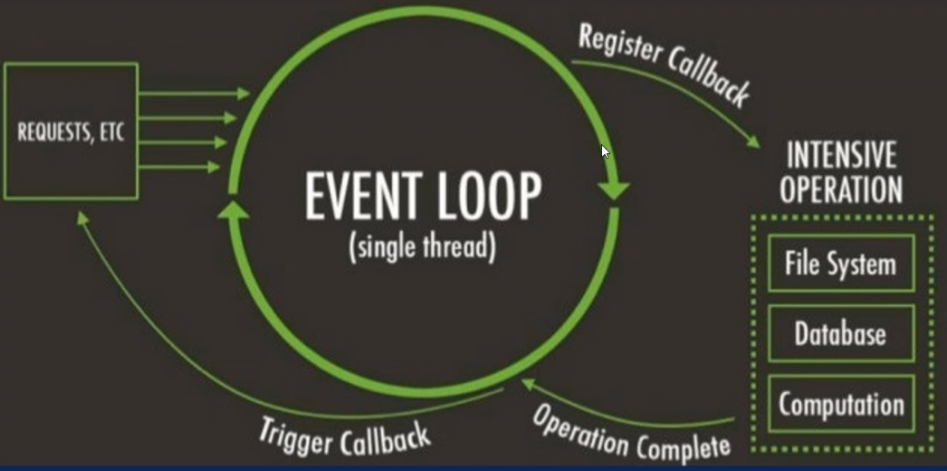 REQUESTS, ETC
EVENT LOOP
(single thread)
Register Callback
INTENSIVE
OPERATION
File System
Database
Computation
Operation Complete
Trigger Callback